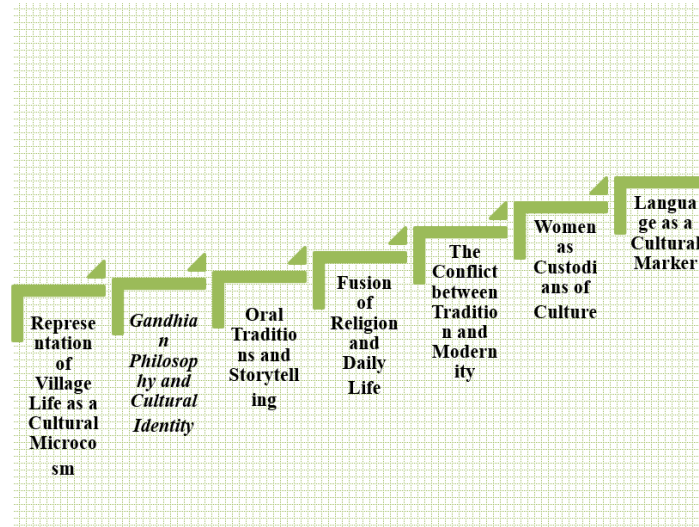 Represe
ntation
of
Village
Life as a
Cultural
Microco
sm
Gandhia
n
Philosop
hy and
Cultural
Identity
Oral
Traditio
ns and
Storytell
ing
Fusion
of
Religion
and
Daily
Life
The
Conflict
between
Traditio
n and
Modern
ity
Women
as
Custodi
ans of
Culture
Langua
ge as a
Cultural
Marker